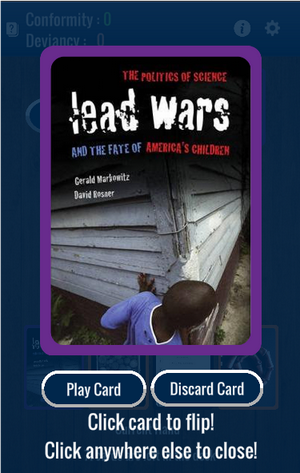 Conformity : 0
Deviancy : 0
THE POLITICS OF SCIENCE
lead wars
AND THE FATE OF AMERICA'S CHILDREN
Gerald Markowitz
David Rosner
Play Card
Discard Card
Click card to flip!
Click anywhere else to close!